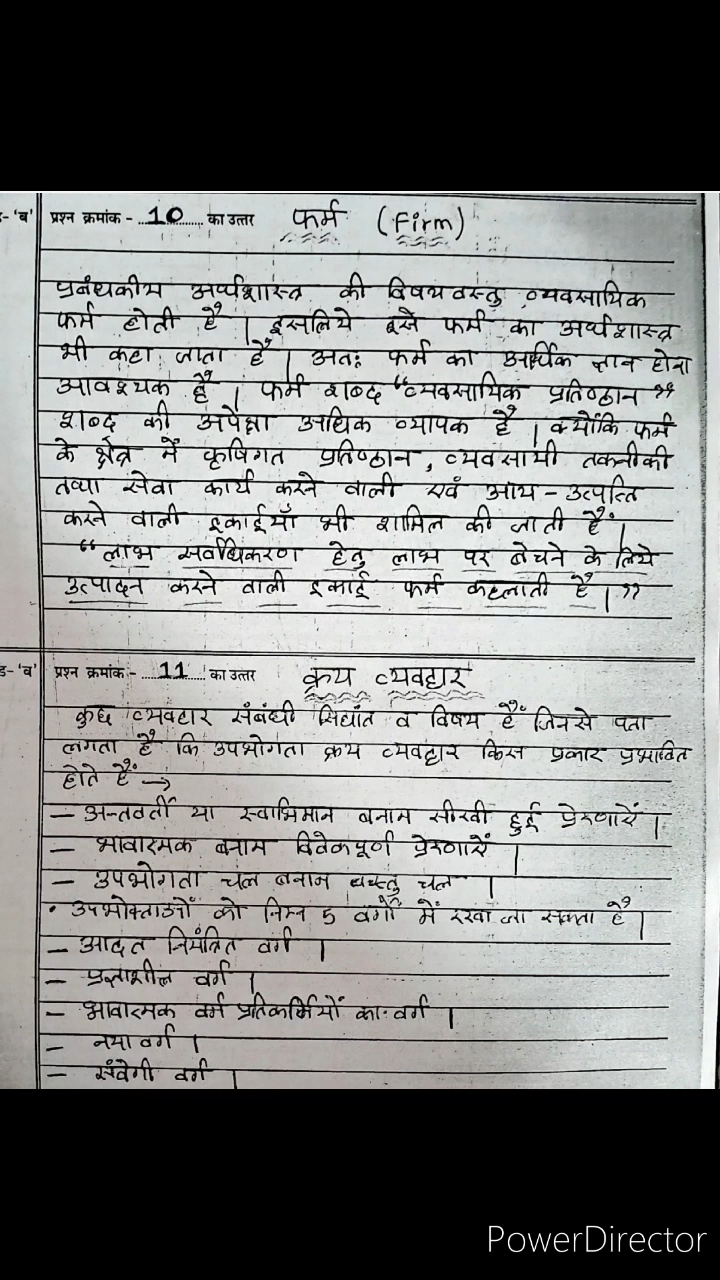 ड-'ब' प्रश्न क्रमांक - 10 का उत्तर फर्म (Firm)
प्रबंधकीय अर्थशास्त्र की विषयवस्तु व्यवसायिक
फर्म होती है | इसलिये इसे फर्म का अर्थशास्त्र
भी कहा जाता है | अतः फर्म का आर्थिक ज्ञान होना
आवश्यक है | फर्म शब्द "व्यवसायिक प्रतिष्ठान"
शब्द की अपेक्षा अधिक व्यापक है | क्योंकि फर्म
के क्षेत्र में कृषिगत प्रतिष्ठान, व्यवसायी तकनीकी
तथा सेवा कार्य करने वाली एवं आय-उत्पत्ति
करने वाली इकाईयाँ भी शामिल की जाती हैं |
"लाभ सर्वाधिकरण हेतु लाभ पर बेचने के लिये
उत्पादन करने वाली इकाई फर्म कहलाती है |"
ड-'ब' प्रश्न क्रमांक - 11 का उत्तर क्रय व्यवहार
कुछ व्यवहार संबंधी सिद्यांत व विषय हैं जिनसे पता
लगता है कि उपभोगता क्रय व्यवहार किस प्रकार प्रभावित
होते हैं →
– अन्तवर्ती या स्वाभिमान बनाम सीखी हुई प्रेरणायें |
– भावात्मक बनाम विवेकपूर्ण प्रेरणायें |
– उपभोगता चल बनाम वस्तु चल |
• उपभोक्ताओं को निम्न 5 वर्गों में रखा जा सकता है |
– आदत नियंत्रित वर्ग |
– प्रज्ञाशील वर्ग |
– भावात्मक वर्ग प्रतिकर्मियों का वर्ग |
– नया वर्ग |
– संवेगी वर्ग |
PowerDirector